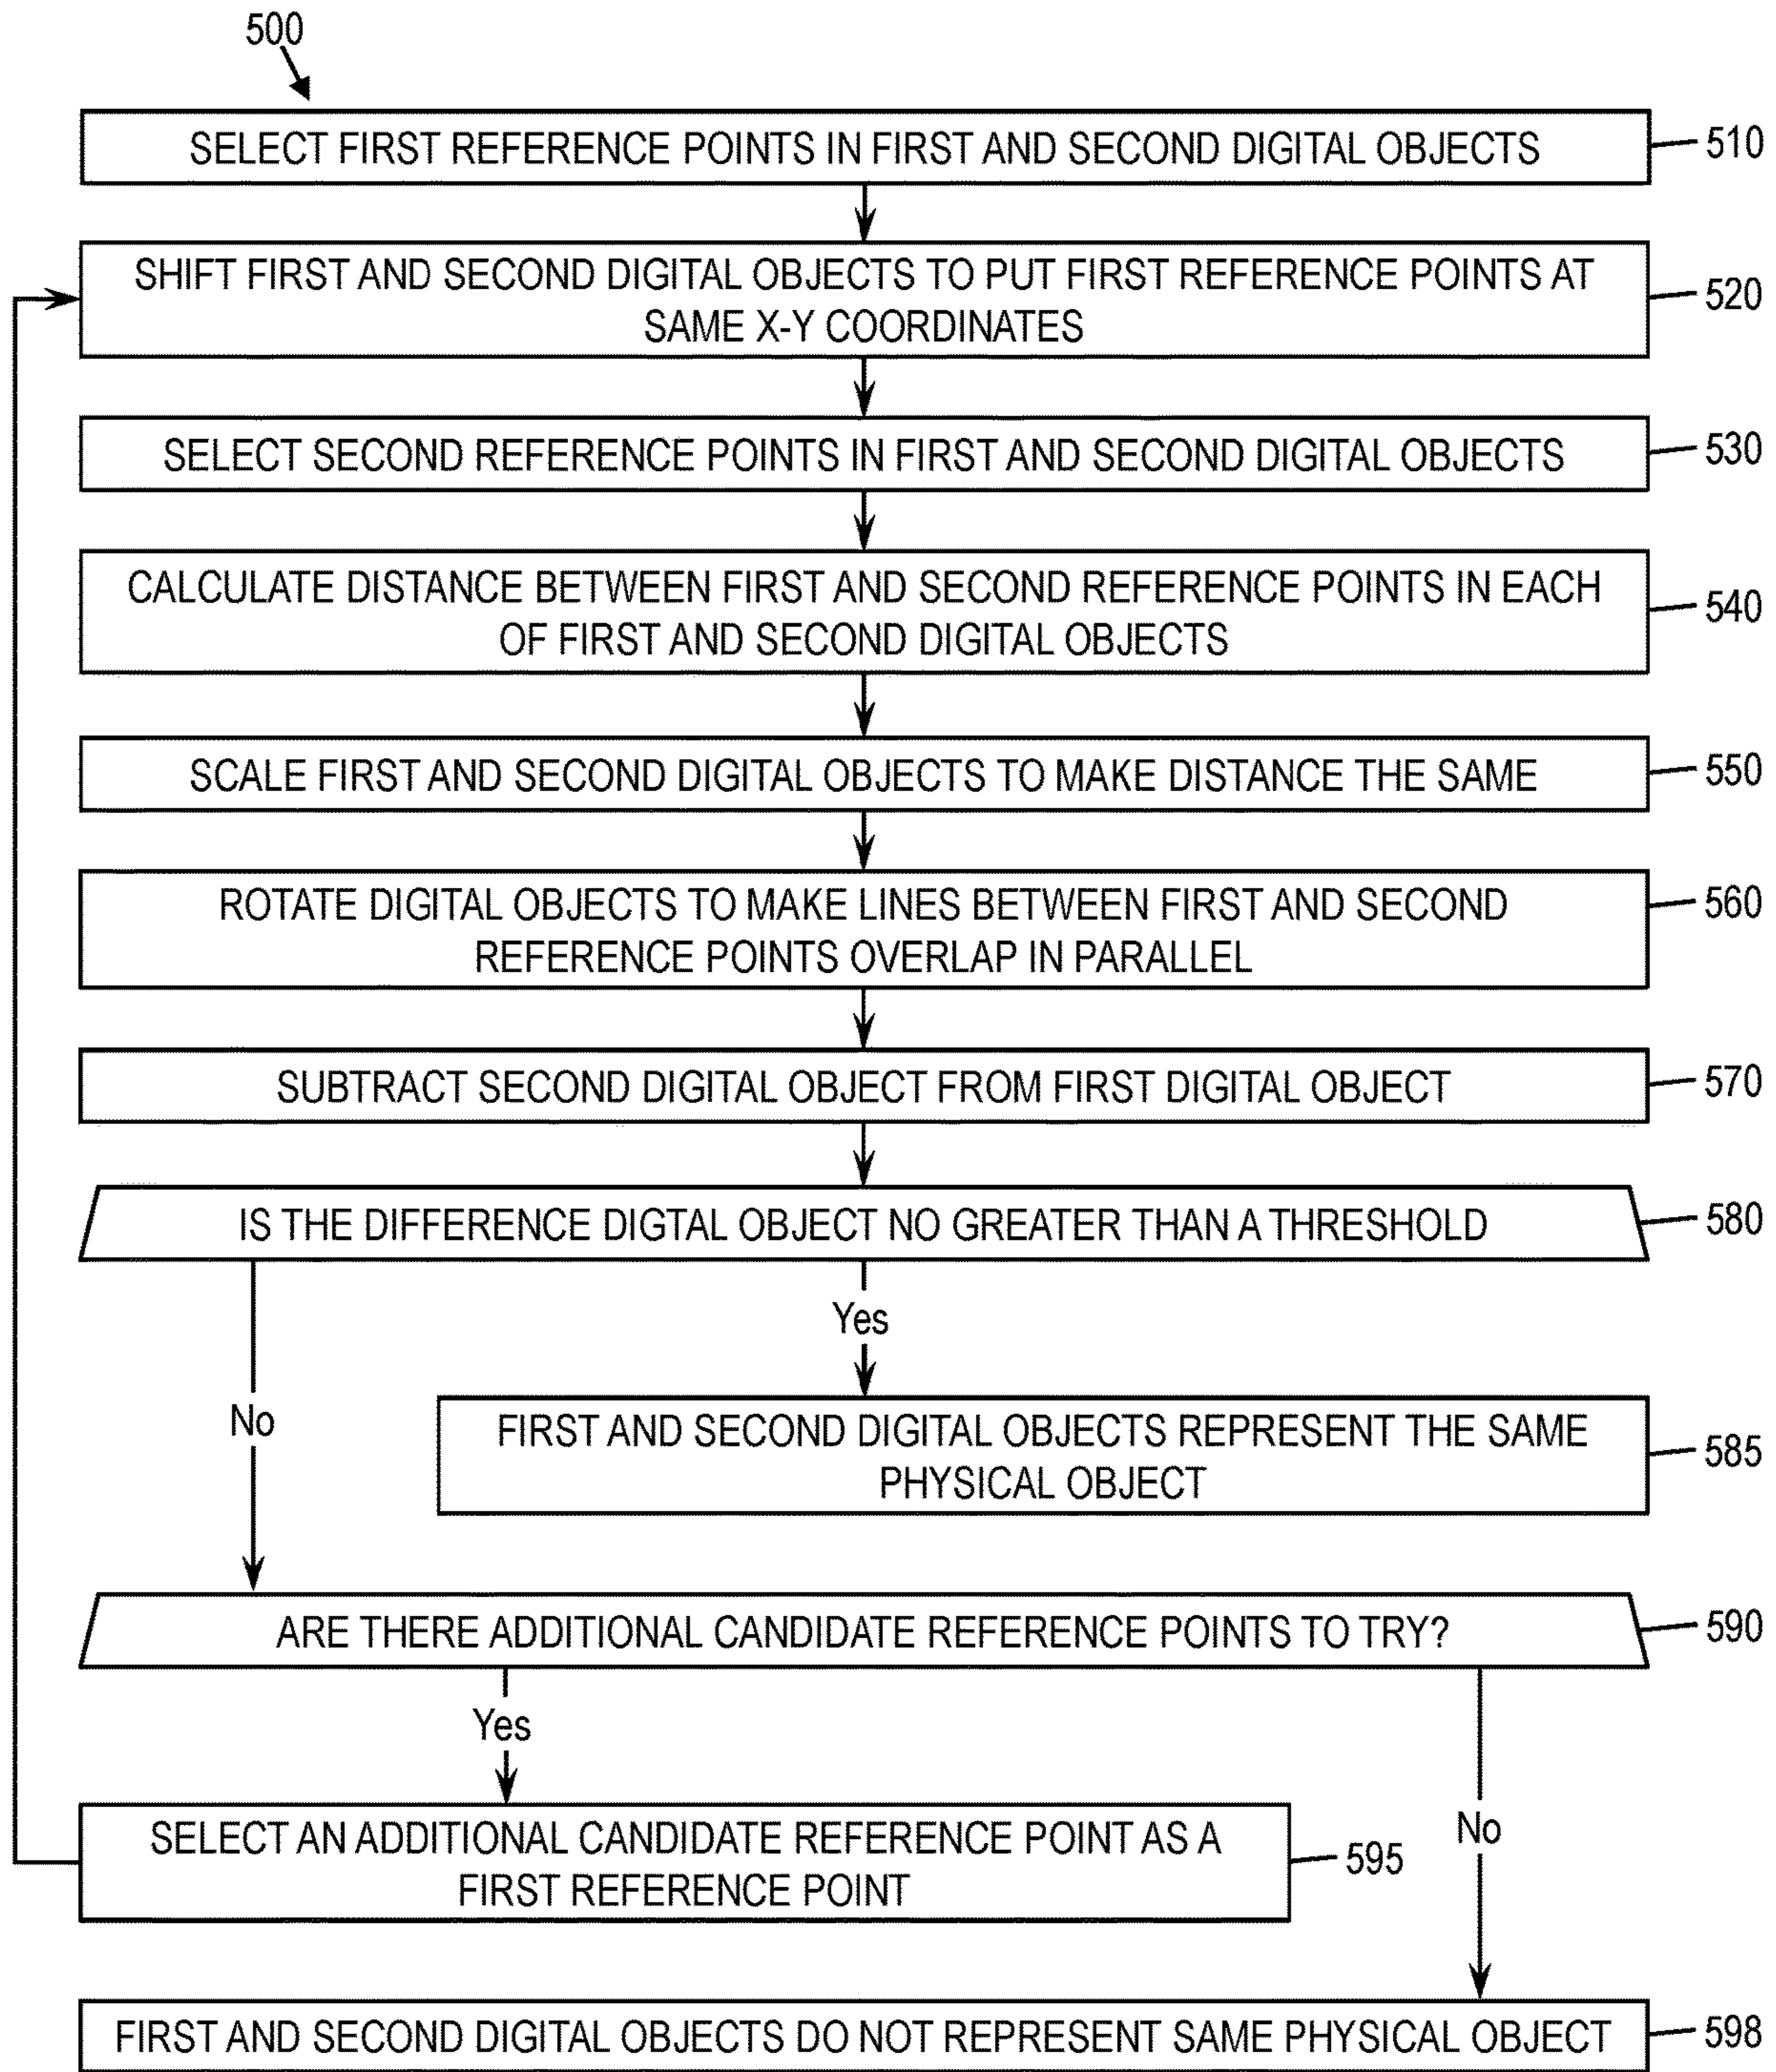 500
SELECT FIRST REFERENCE POINTS IN FIRST AND SECOND DIGITAL OBJECTS
510
SHIFT FIRST AND SECOND DIGITAL OBJECTS TO PUT FIRST REFERENCE POINTS AT
SAME X-Y COORDINATES
520
SELECT SECOND REFERENCE POINTS IN FIRST AND SECOND DIGITAL OBJECTS
530
CALCULATE DISTANCE BETWEEN FIRST AND SECOND REFERENCE POINTS IN EACH
OF FIRST AND SECOND DIGITAL OBJECTS
540
SCALE FIRST AND SECOND DIGITAL OBJECTS TO MAKE DISTANCE THE SAME
550
ROTATE DIGITAL OBJECTS TO MAKE LINES BETWEEN FIRST AND SECOND
REFERENCE POINTS OVERLAP IN PARALLEL
560
SUBTRACT SECOND DIGITAL OBJECT FROM FIRST DIGITAL OBJECT
570
IS THE DIFFERENCE DIGTAL OBJECT NO GREATER THAN A THRESHOLD
580
Yes
No
FIRST AND SECOND DIGITAL OBJECTS REPRESENT THE SAME
PHYSICAL OBJECT
585
ARE THERE ADDITIONAL CANDIDATE REFERENCE POINTS TO TRY?
590
Yes
No
SELECT AN ADDITIONAL CANDIDATE REFERENCE POINT AS A
FIRST REFERENCE POINT
595
FIRST AND SECOND DIGITAL OBJECTS DO NOT REPRESENT SAME PHYSICAL OBJECT
598